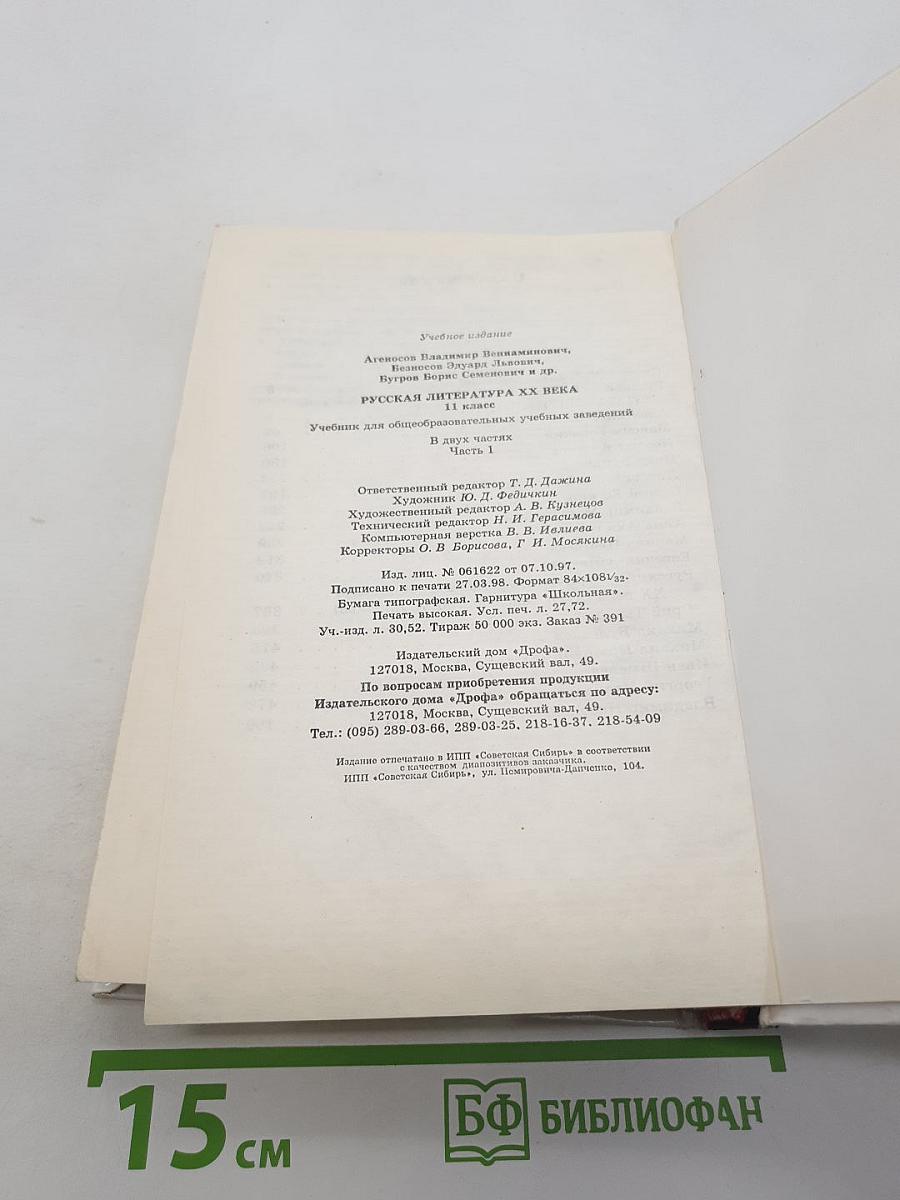 Учебное издание
Агеносов Владимир Вениаминович,
Безносов Эдуард Львович,
Бугров Борис Семенович и др.
РУССКАЯ ЛИТЕРАТУРА XX ВЕКА
11 класс
Учебник для общеобразовательных учебных заведений
В двух частях
Часть 1
Ответственный редактор Т. Д. Дажина
Художник Ю. Д. Федичкин
Художественный редактор А. В. Кузнецов
Технический редактор Н. И. Герасимова
Компьютерная верстка В. В. Ивлиева
Корректоры О. В Борисова, Г И. Мосякина
Изд. лиц. № 061622 от 07.10.97.
Подписано к печати 27.03.98. Формат 84×108 1/32.
Бумага типографская. Гарнитура «Школьная».
Печать высокая. Усл. печ. л. 27,72.
Уч.-изд. л. 30,52. Тираж 50 000 экз. Заказ № 391
Издательский дом «Дрофа».
127018, Москва, Сущевский вал, 49.
По вопросам приобретения продукции
Издательского дома «Дрофа» обращаться по адресу:
127018, Москва, Сущевский вал, 49.
Тел.: (095) 289-03-66, 289-03-25, 218-16-37, 218-54-09
Издание отпечатано в ИПП «Советская Сибирь» в соответствии
с качеством диапозитивов заказчика.
ИПП «Советская Сибирь», ул. Немировича-Данченко, 104.
15 см
БФ БИБЛИОФАН